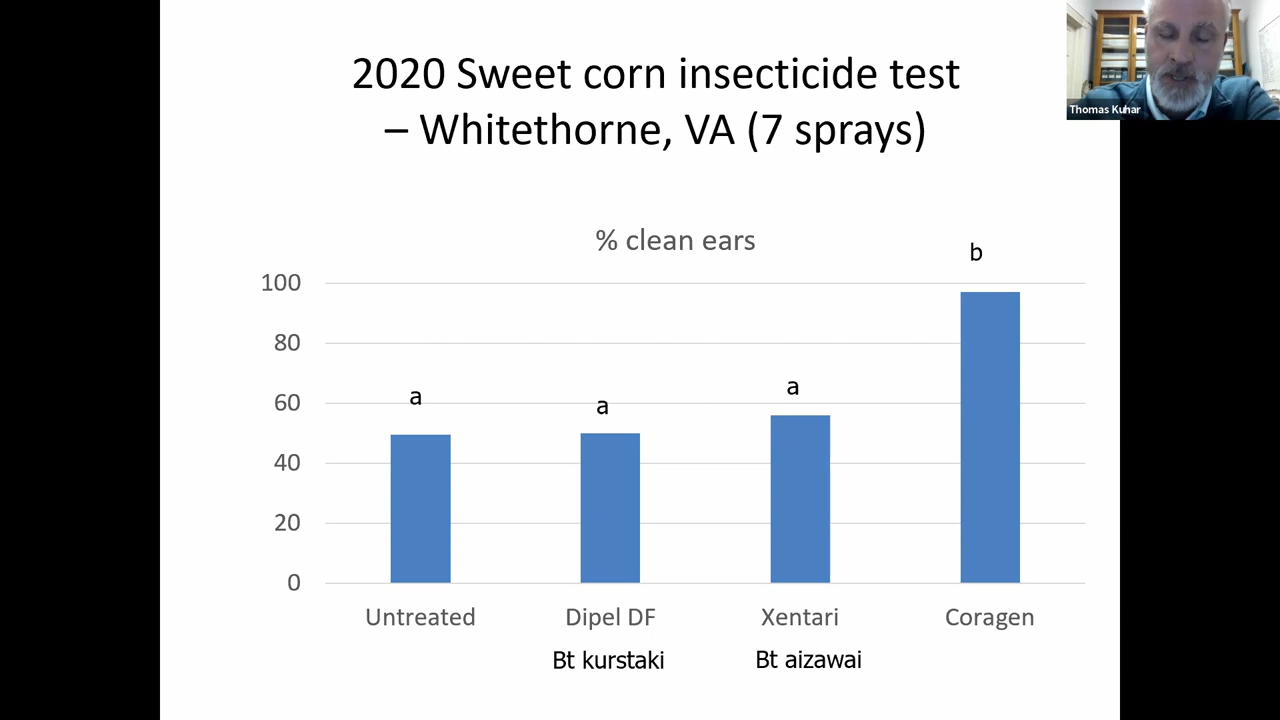 2020 Sweet corn insecticide test
– Whitethorne, VA (7 sprays)
Thomas Kuhar
% clean ears
b
100
80
a
a
a
60
40
20
0
Untreated
Dipel DF
Xentari
Coragen
Bt kurstaki
Bt aizawai